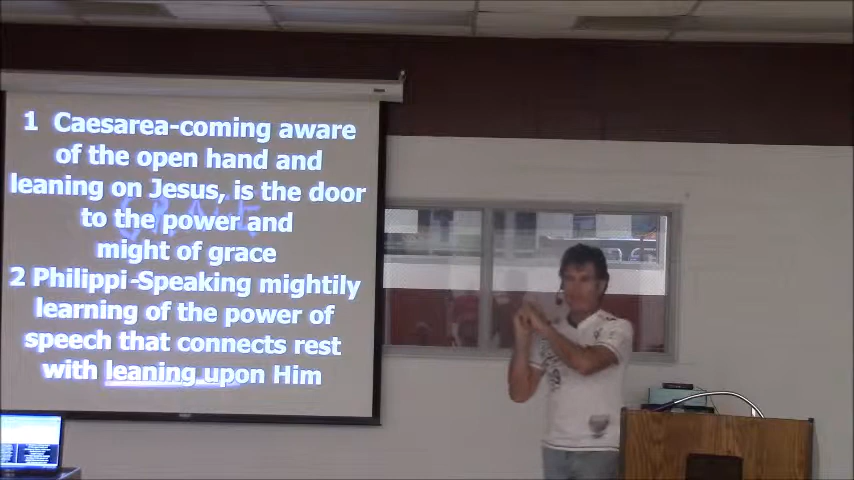 1 Caesarea-coming aware
of the open hand and
leaning on Jesus, is the door
to the power and
might of grace
2 Philippi-Speaking mightily
learning of the power of
speech that connects rest
with leaning upon Him